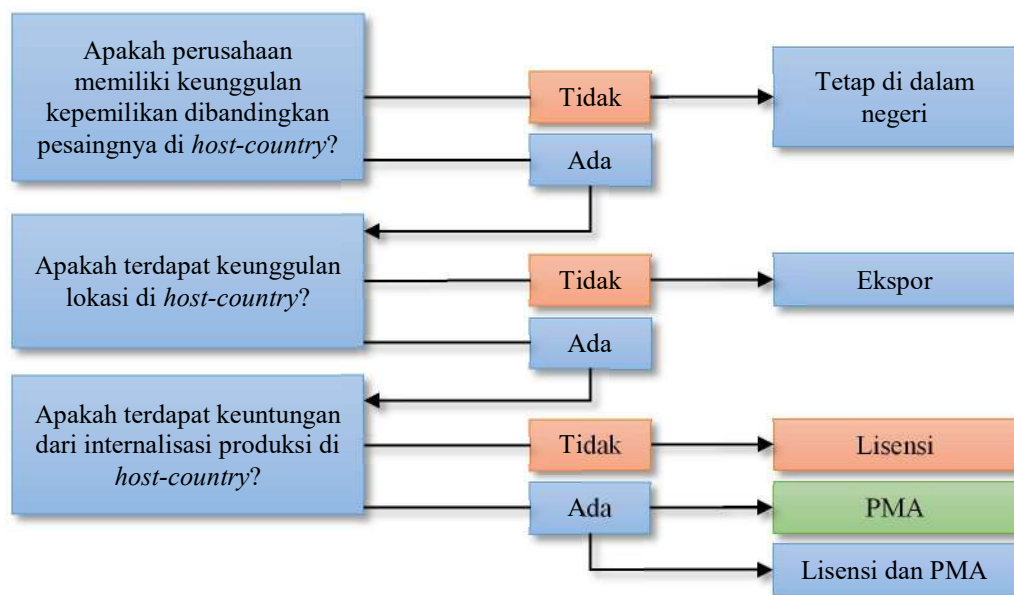 Apakah perusahaan
memiliki keunggulan
kepemilikan dibandingkan
pesaingnya di host-country?
Tidak
Tetap di dalam
negeri
Ada
Apakah terdapat keunggulan
lokasi di host-country?
Tidak
Ekspor
Ada
Apakah terdapat keuntungan
dari internalisasi produksi di
host-country?
Tidak
Lisensi
Ada
PMA
Lisensi dan PMA